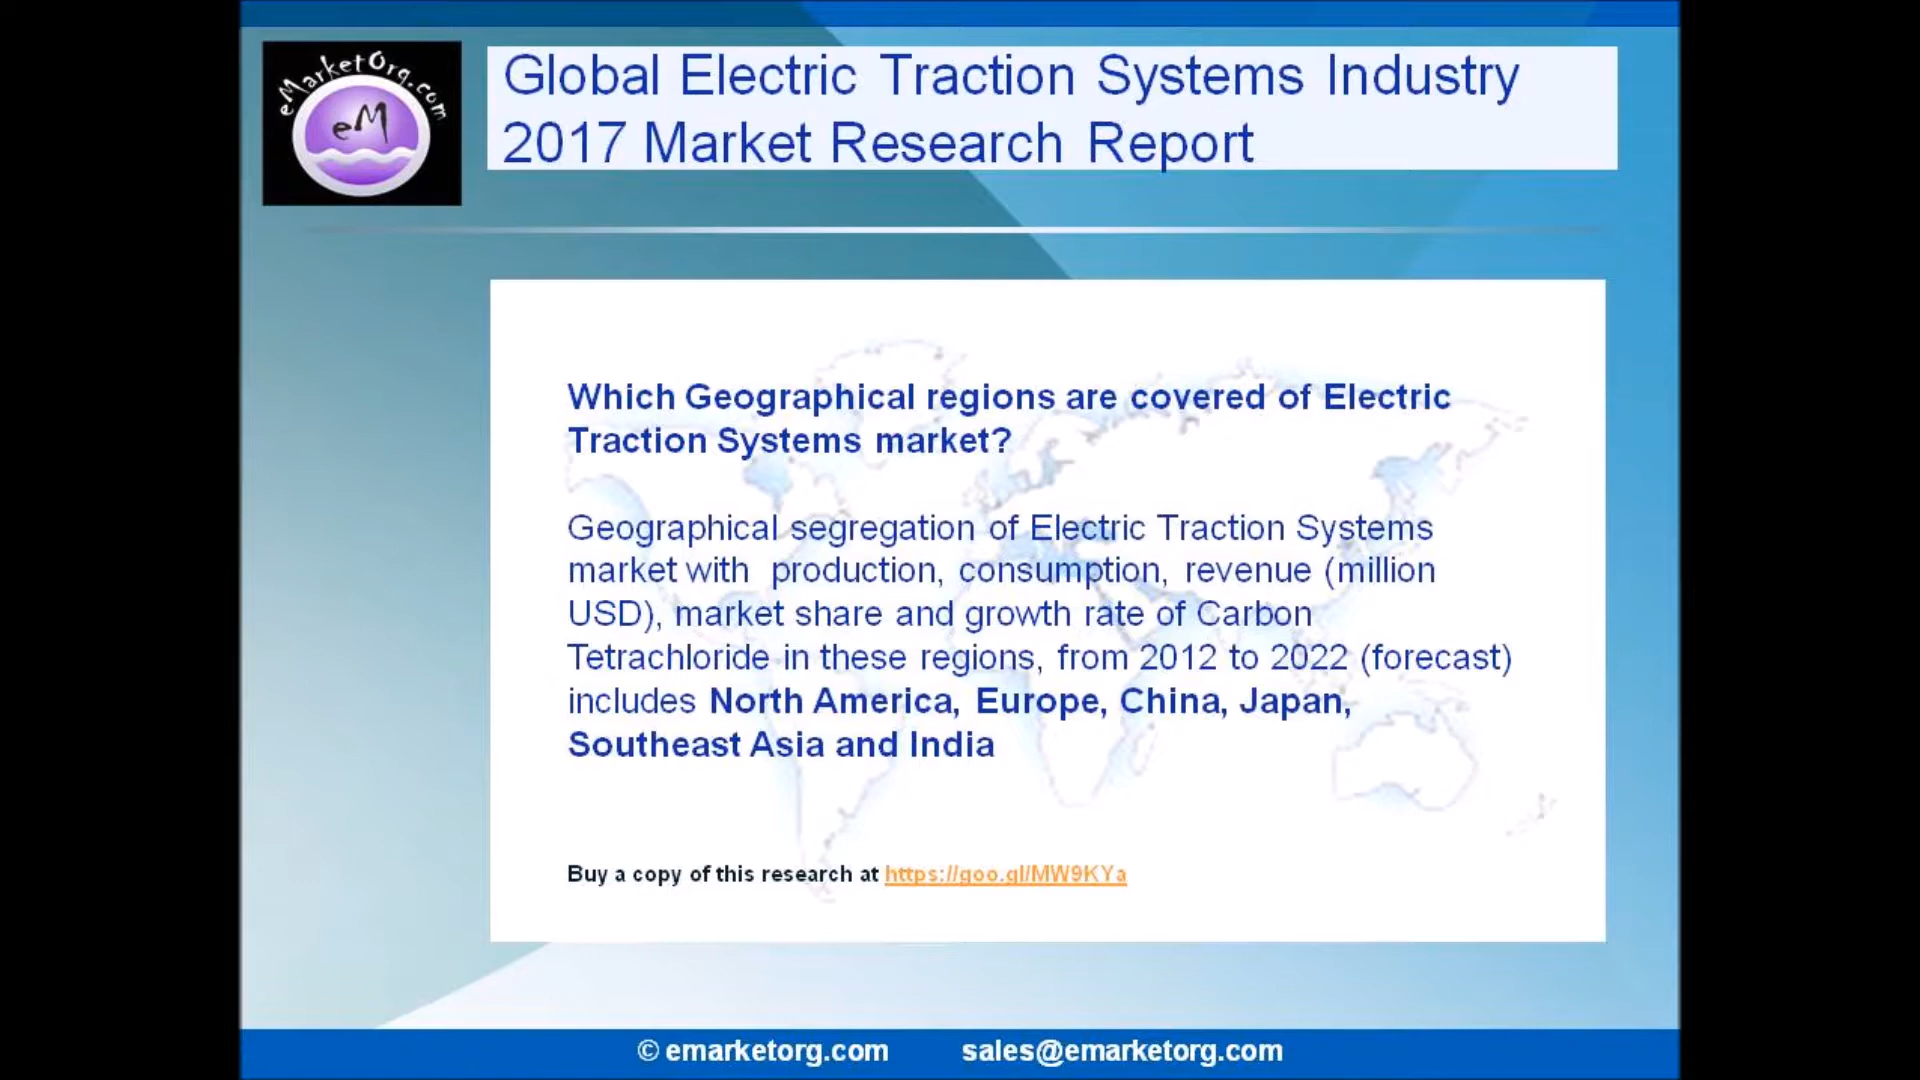 eMarketOrg.com
eM
Global Electric Traction Systems Industry
2017 Market Research Report
Which Geographical regions are covered of Electric
Traction Systems market?
Geographical segregation of Electric Traction Systems
market with production, consumption, revenue (million
USD), market share and growth rate of Carbon
Tetrachloride in these regions, from 2012 to 2022 (forecast)
includes North America, Europe, China, Japan,
Southeast Asia and India
Buy a copy of this research at https://goo.gl/MW9KYa
© emarketorg.com sales@emarketorg.com